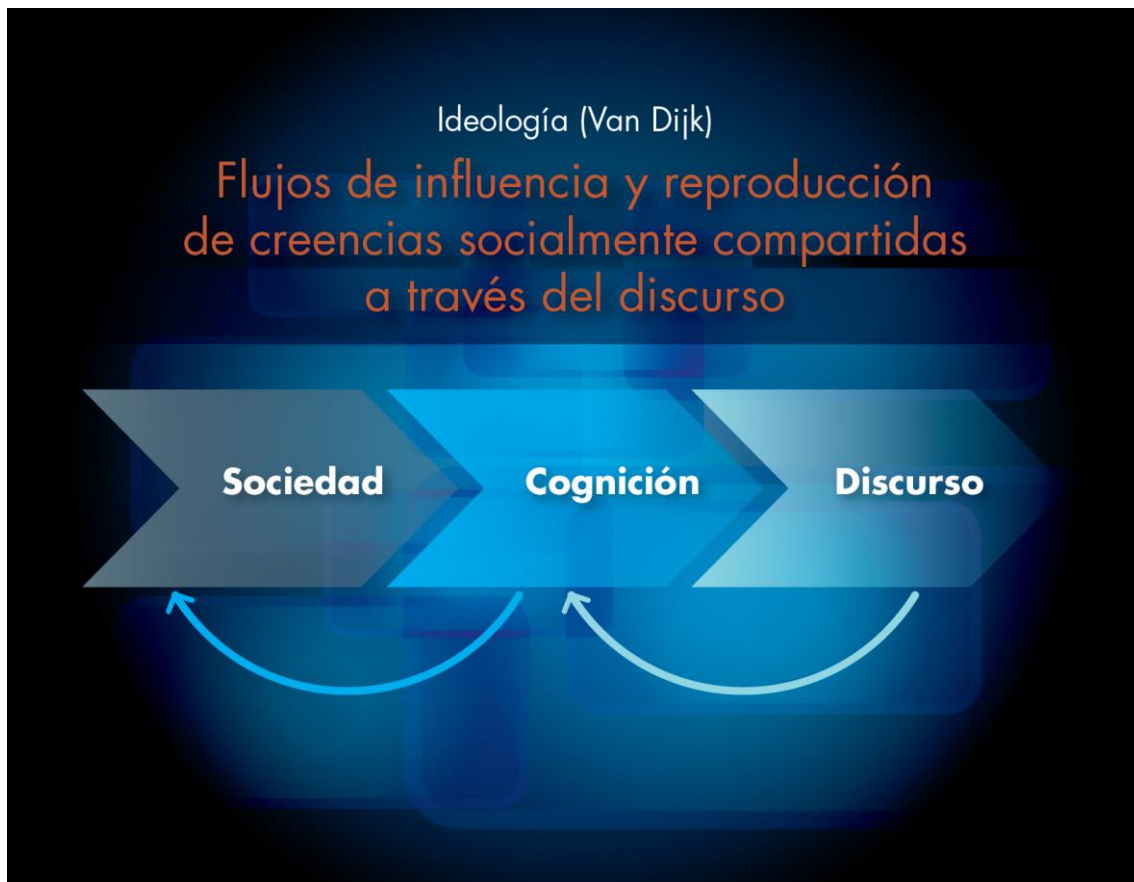 Ideología (Van Dijk)
Flujos de influencia y reproducción
de creencias socialmente compartidas
a través del discurso
Sociedad
Cognición
Discurso